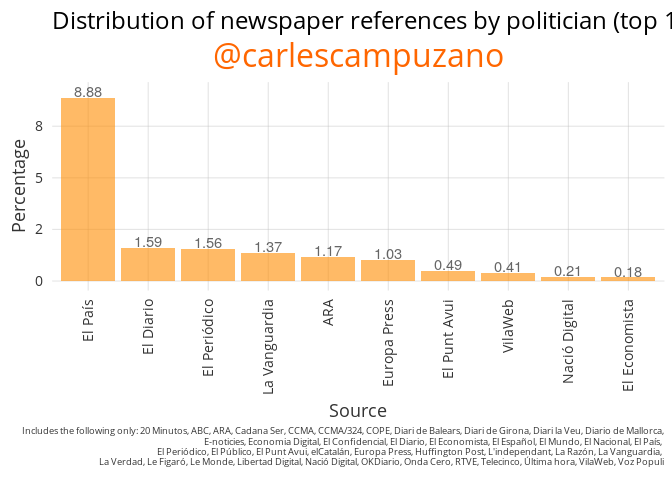 Distribution of newspaper references by politician (top 1
@carlescampuzano
Percentage
8
5
2
0
8.88
1.59
1.56
1.37
1.17
1.03
0.49
0.41
0.21
0.18
El País
El Diario
El Periódico
La Vanguardia
ARA
Europa Press
El Punt Avui
VilaWeb
Nació Digital
El Economista
Source
Includes the following only: 20 Minutos, ABC, ARA, Cadana Ser, CCMA, CCMA/324, COPE, Diari de Balears, Diari de Girona, Diari la Veu, Diario de Mallorca,
E-noticies, Economia Digital, El Confidencial, El Diario, El Economista, El Español, El Mundo, El Nacional, El País,
El Periódico, El Público, El Punt Avui, elCatalán, Europa Press, Huffington Post, L'independant, La Razón, La Vanguardia,
La Verdad, Le Figaró, Le Monde, Libertad Digital, Nació Digital, OKDiario, Onda Cero, RTVE, Telecinco, Última hora, VilaWeb, Voz Populi